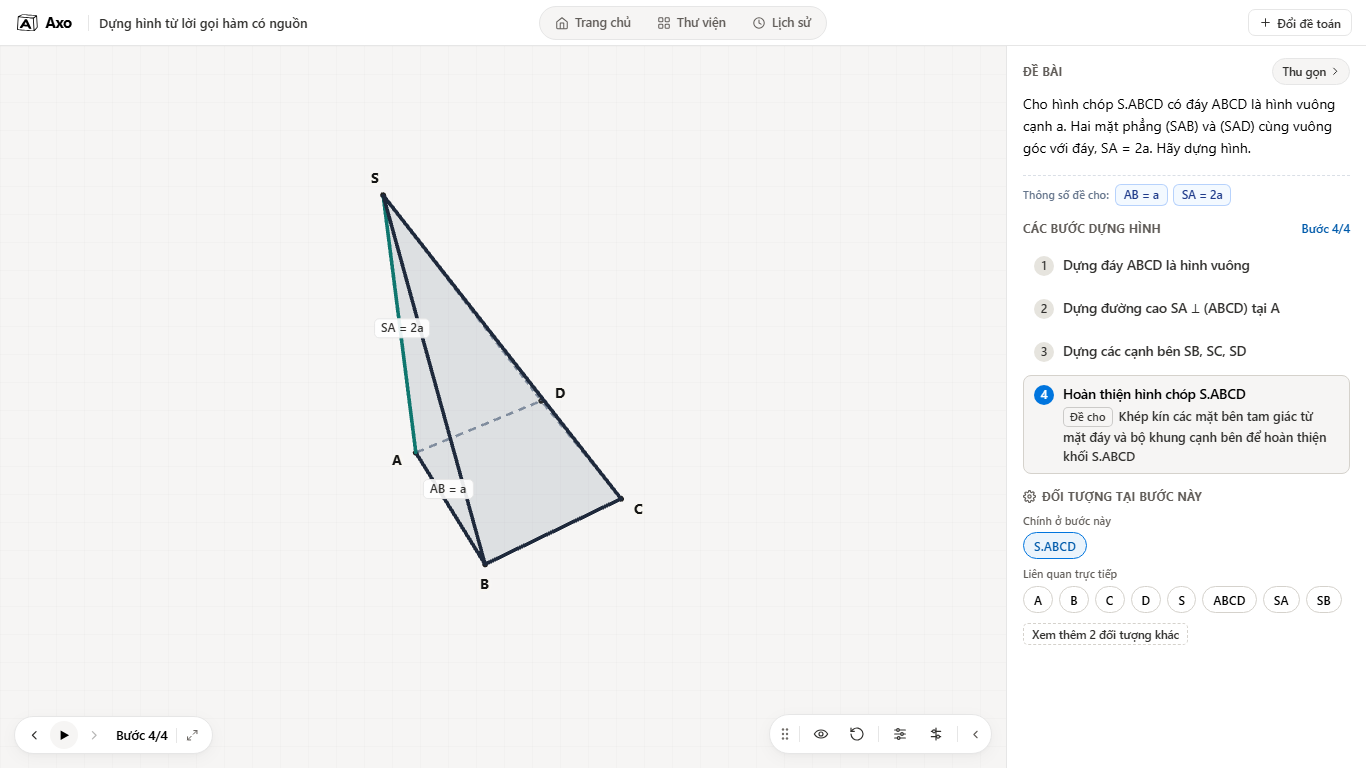 Axo
Dựng hình từ lời gọi hàm có nguồn
Trang chủ
Thư viện
Lịch sử
Đổi đề toán
ĐỀ BÀI
Thu gọn
Cho hình chóp S.ABCD có đáy ABCD là hình vuông
cạnh a. Hai mặt phẳng (SAB) và (SAD) cùng vuông
góc với đáy, SA = 2a. Hãy dựng hình.
Thông số đề cho: AB = a SA = 2a
CÁC BƯỚC DỰNG HÌNH
Bước 4/4
1 Dựng đáy ABCD là hình vuông
2 Dựng đường cao SA ⊥ (ABCD) tại A
3 Dựng các cạnh bên SB, SC, SD
4 Hoàn thiện hình chóp S.ABCD
Đề cho Khép kín các mặt bên tam giác từ
mặt đáy và bộ khung cạnh bên để hoàn thiện
khối S.ABCD
ĐỐI TƯỢNG TẠI BƯỚC NÀY
Chính ở bước này
S.ABCD
Liên quan trực tiếp
A B C D S ABCD SA SB
Xem thêm 2 đối tượng khác
S
SA = 2a
D
A
AB = a
C
B
Bước 4/4